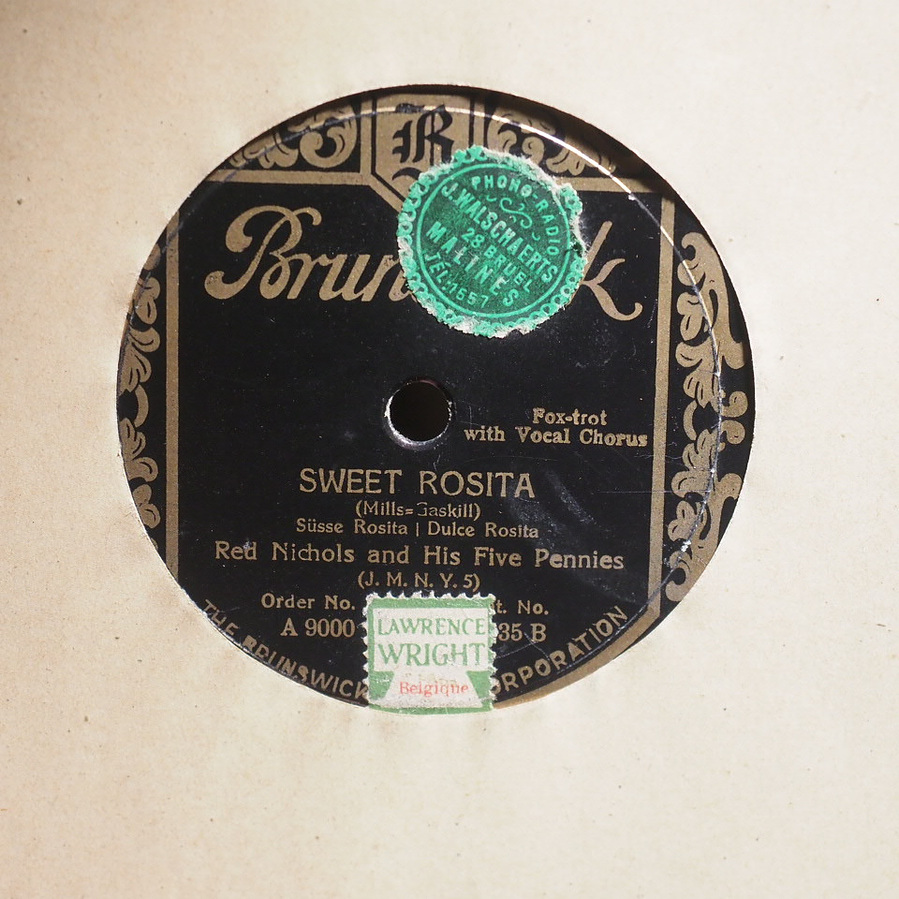 B
Brun k
PHONO-RADIO
J. WALSCHAERTS
28 BRUEL
MALINES
TEL. 1557
Fox-trot
with Vocal Chorus
SWEET ROSITA
(Mills=Gaskill)
Süsse Rosita | Dulce Rosita
Red Nichols and His Five Pennies
(J. M. N. Y. 5)
Order No. t. No.
A 9000 35 B
LAWRENCE
WRIGHT
Belgique
THE BRUNSWICK ORPORATION